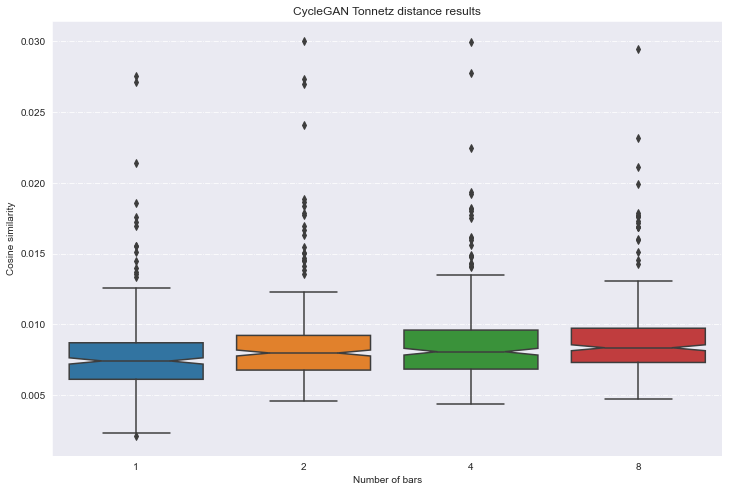 CycleGAN Tonnetz distance results
0.030
0.025
0.020
0.015
0.010
0.005
Cosine similarity
1 2 4 8
Number of bars